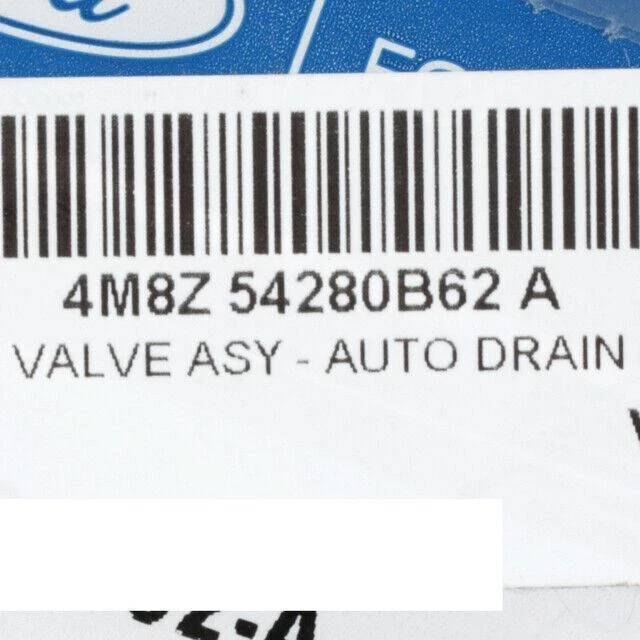 4M8Z 54280B62 A
VALVE ASY - AUTO DRAIN